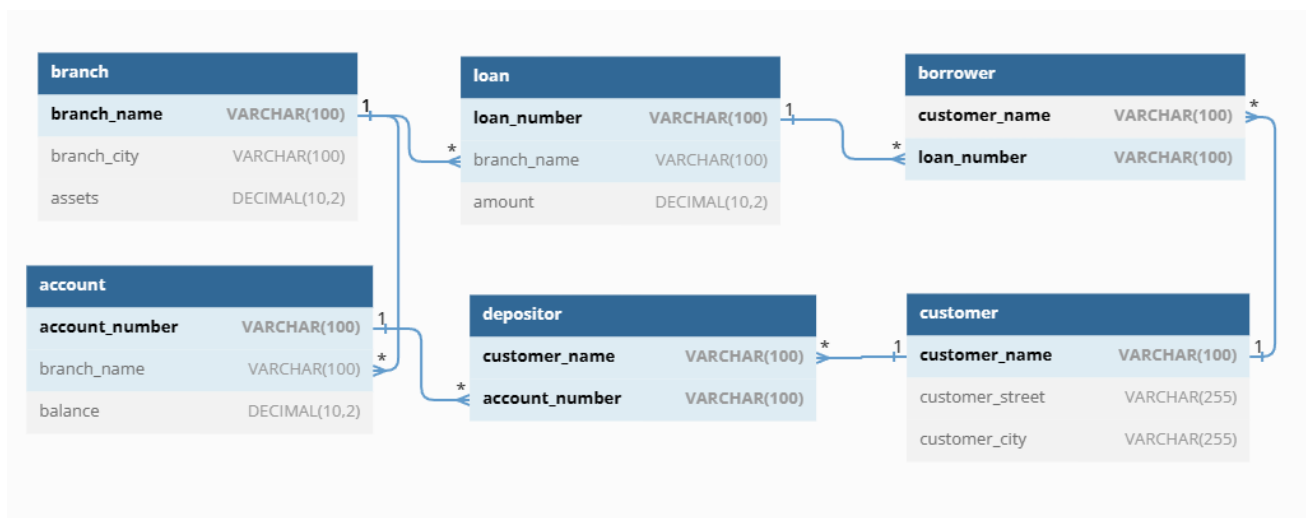 branch
branch_name VARCHAR(100)
branch_city VARCHAR(100)
assets DECIMAL(10,2)
1
*
loan
loan_number VARCHAR(100)
branch_name VARCHAR(100)
amount DECIMAL(10,2)
1
*
borrower
customer_name VARCHAR(100)
loan_number VARCHAR(100)
*
account
account_number VARCHAR(100)
branch_name VARCHAR(100)
balance DECIMAL(10,2)
1
*
*
depositor
customer_name VARCHAR(100)
account_number VARCHAR(100)
*
1
customer
customer_name VARCHAR(100)
customer_street VARCHAR(255)
customer_city VARCHAR(255)
1